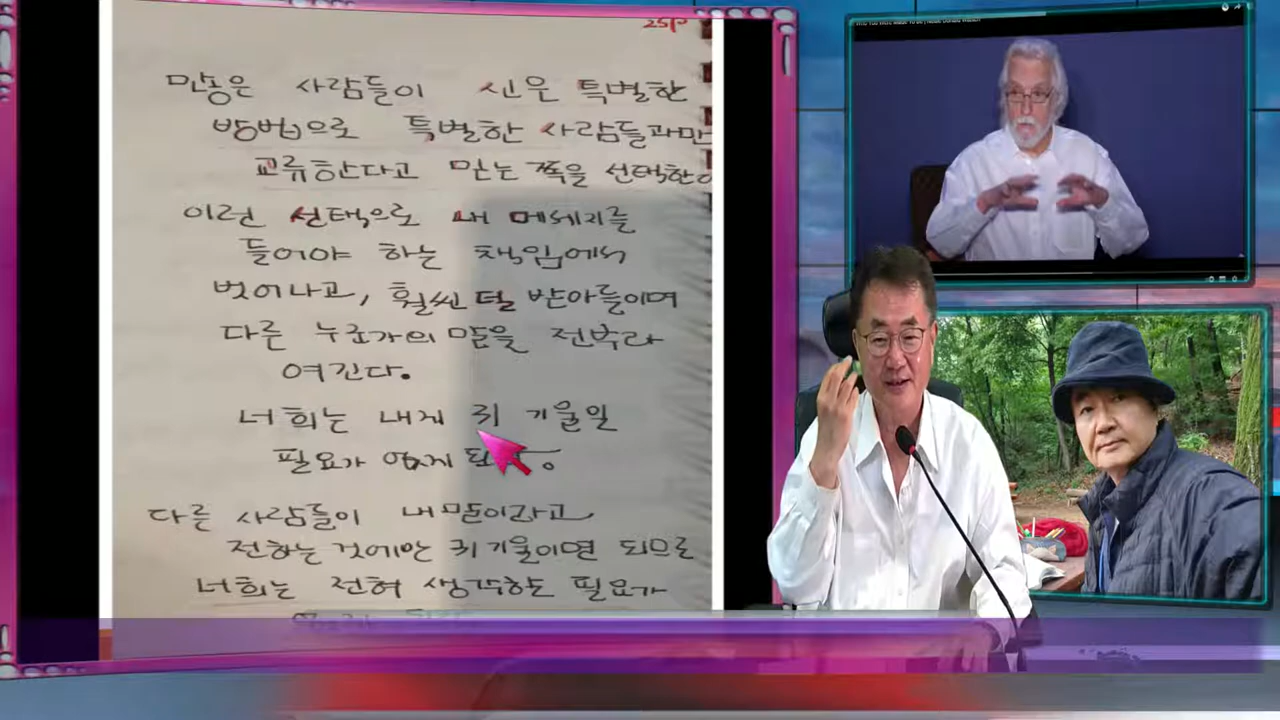 25P
많은 사람들이 신은 특별한
방법으로 특별한 사람들과만
교류한다고 믿는 쪽을 선택한다
이런 선택으로 내 메세지를
들어야 하는 책임에서
벗어나고, 훨씬 덜 받아들이며
다른 누군가의 말을 전부라
여긴다.
너희는 내게 귀 기울일
필요가 없게
다른 사람들이 내 말이라고
전하는 것에만 귀 기울이면 되므로
너희는 전혀 생각할 필요가